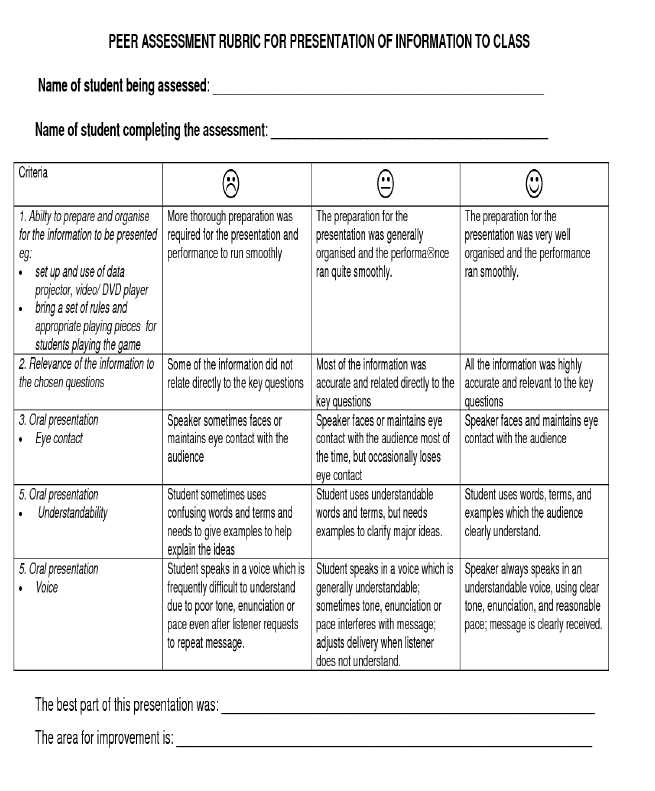 PEER ASSESSMENT RUBRIC FOR PRESENTATION OF INFORMATION TO CLASS
Name of student being assessed: ______________________________
Name of student completing the assessment: ______________________________
Criteria
1. Abilty to prepare and organise
for the information to be presented
eg:
• set up and use of data
projector, video/ DVD player
• bring a set of rules and
appropriate playing pieces for
students playing the game
More thorough preparation was
required for the presentation and
performance to run smoothly
The preparation for the
presentation was generally
organised and the performa®nce
ran quite smoothly.
The preparation for the
presentation was very well
organised and the performance
ran smoothly.
2. Relevance of the information to
the chosen questions
Some of the information did not
relate directly to the key questions
Most of the information was
accurate and related directly to the
key questions
All the information was highly
accurate and relevant to the key
questions
3. Oral presentation
• Eye contact
Speaker sometimes faces or
maintains eye contact with the
audience
Speaker faces or maintains eye
contact with the audience most of
the time, but occasionally loses
eye contact
Speaker faces and maintains eye
contact with the audience
5. Oral presentation
• Understandability
Student sometimes uses
confusing words and terms and
needs to give examples to help
explain the ideas
Student uses understandable
words and terms, but needs
examples to clarify major ideas.
Student uses words, terms, and
examples which the audience
clearly understand.
5. Oral presentation
• Voice
Student speaks in a voice which is
frequently difficult to understand
due to poor tone, enunciation or
pace even after listener requests
to repeat message.
Student speaks in a voice which is
generally understandable;
sometimes tone, enunciation or
pace interferes with message;
adjusts delivery when listener
does not understand.
Speaker always speaks in an
understandable voice, using clear
tone, enunciation, and reasonable
pace; message is clearly received.
The best part of this presentation was: ______________________________
The area for improvement is: ______________________________